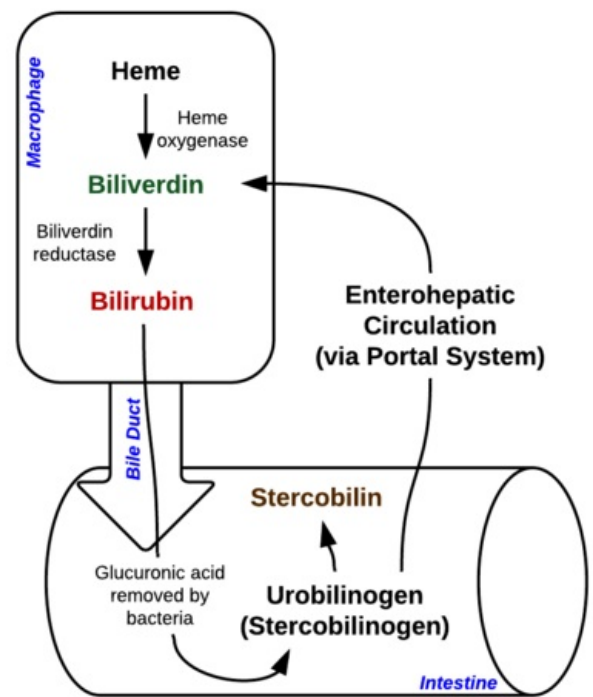 Macrophage
Heme
Heme
oxygenase
Biliverdin
Biliverdin
reductase
Bilirubin
Enterohepatic
Circulation
(via Portal System)
Bile Duct
Stercobilin
Glucuronic acid
removed by
bacteria
Urobilinogen
(Stercobilinogen)
Intestine